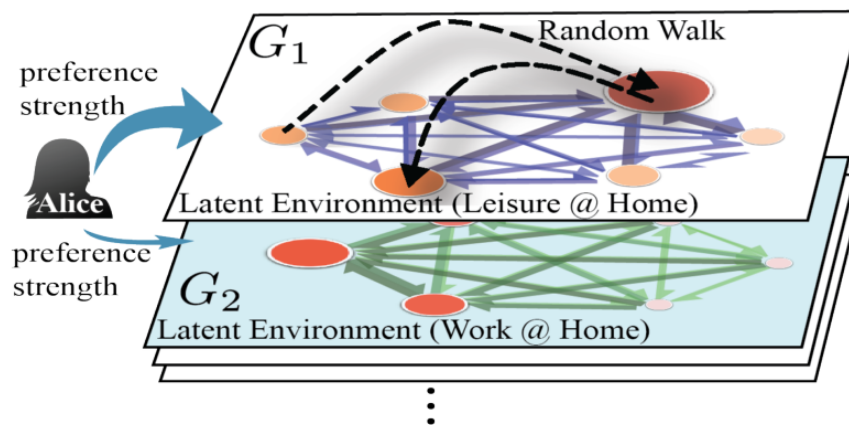 G1
Random Walk
preference
strength
Alice
Latent Environment (Leisure @ Home)
preference
strength
G2
Latent Environment (Work @ Home)